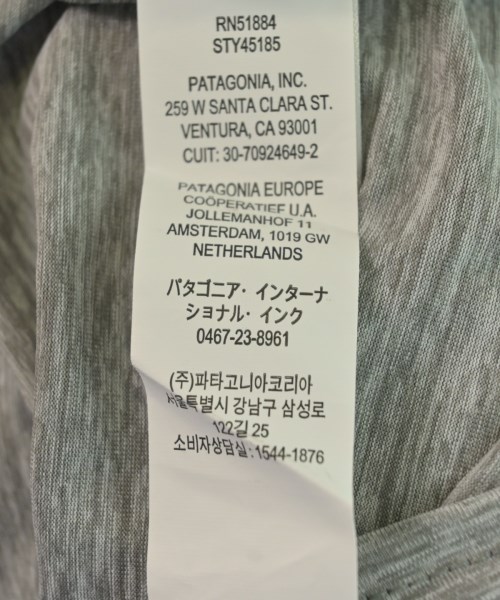 RN51884
STY45185
PATAGONIA, INC.
259 W SANTA CLARA ST.
VENTURA, CA 93001
CUIT: 30-70924649-2
PATAGONIA EUROPE
COÖPERATIEF U.A.
JOLLEMANHOF 11
AMSTERDAM, 1019 GW
NETHERLANDS
パタゴニア・インターナ
ショナル・インク
0467-23-8961
(주)파타고니아코리아
서울특별시 강남구 삼성로
122길 25
소비자상담실 : 1544-1876